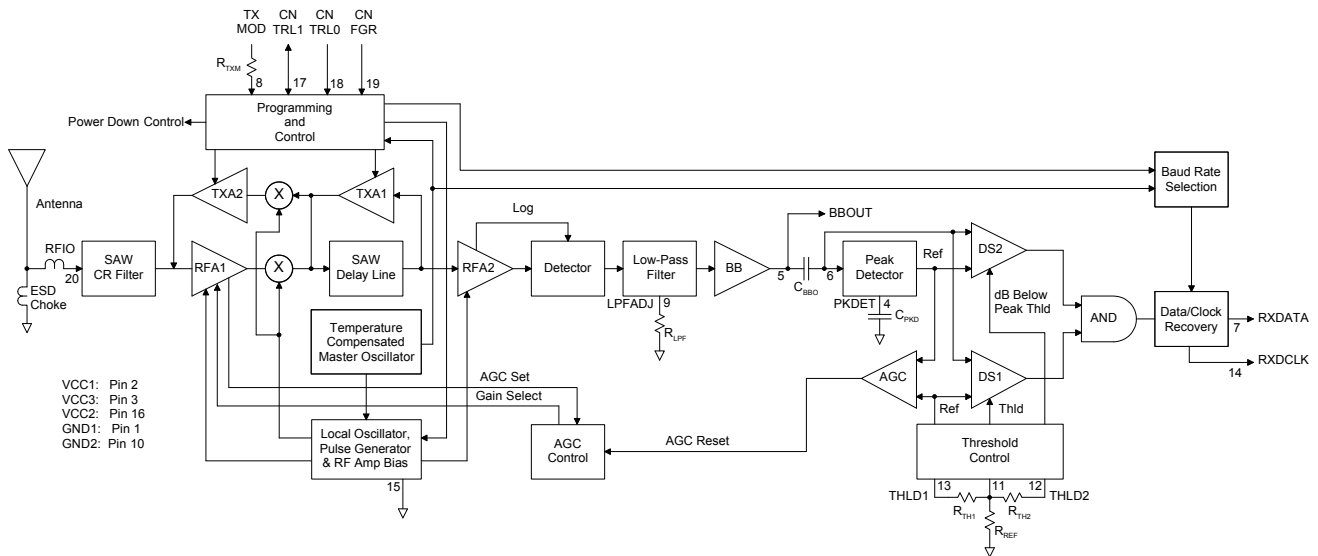 TX
MOD
CN
TRL1
CN
TRL0
CN
FGR
RTXM
8
17
18
19
Programming
and
Control
Power Down Control
Antenna
TXA2
X
TXA1
Baud Rate
Selection
Log
BBOUT
RFIO
20
SAW
CR Filter
RFA1
X
SAW
Delay Line
RFA2
Detector
Low-Pass
Filter
BB
5
CBBO
6
Peak
Detector
Ref
DS2
ESD
Choke
LPFADJ
9
RLPF
PKDET
4
CPKD
dB Below
Peak Thld
AND
Data/Clock
Recovery
7
RXDATA
14
RXDCLK
Temperature
Compensated
Master Oscillator
AGC
DS1
Ref
Thld
AGC Set
Gain Select
VCC1: Pin 2
VCC3: Pin 3
VCC2: Pin 16
GND1: Pin 1
GND2: Pin 10
Local Oscillator,
Pulse Generator
& RF Amp Bias
15
AGC
Control
AGC Reset
Threshold
Control
THLD1
13
11
12
THLD2
RTH1
RTH2
RREF